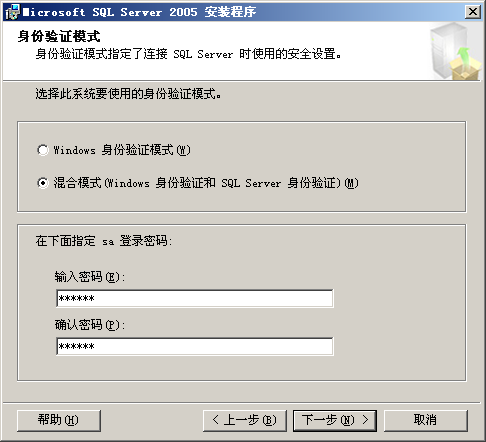 Microsoft SQL Server 2005 安装程序
身份验证模式
身份验证模式指定了连接 SQL Server 时使用的安全设置。
选择此系统要使用的身份验证模式。
Windows 身份验证模式(W)
混合模式(Windows 身份验证和 SQL Server 身份验证)(M)
在下面指定 sa 登录密码:
输入密码(E):
******
确认密码(P):
******
帮助(H)
< 上一步(B)
下一步(N) >
取消